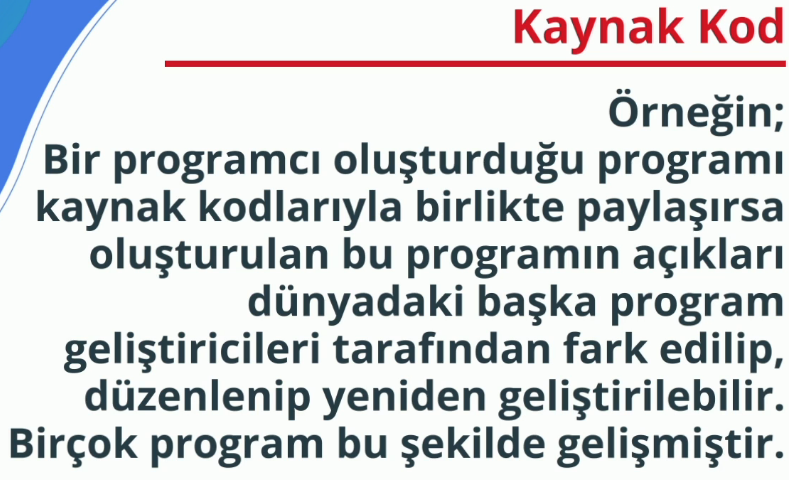 Kaynak Kod
Örneğin;
Bir programcı oluşturduğu programı
kaynak kodlarıyla birlikte paylaşırsa
oluşturulan bu programın açıkları
dünyadaki başka program
geliştiricileri tarafından fark edilip,
düzenlenip yeniden geliştirilebilir.
Birçok program bu şekilde gelişmiştir.